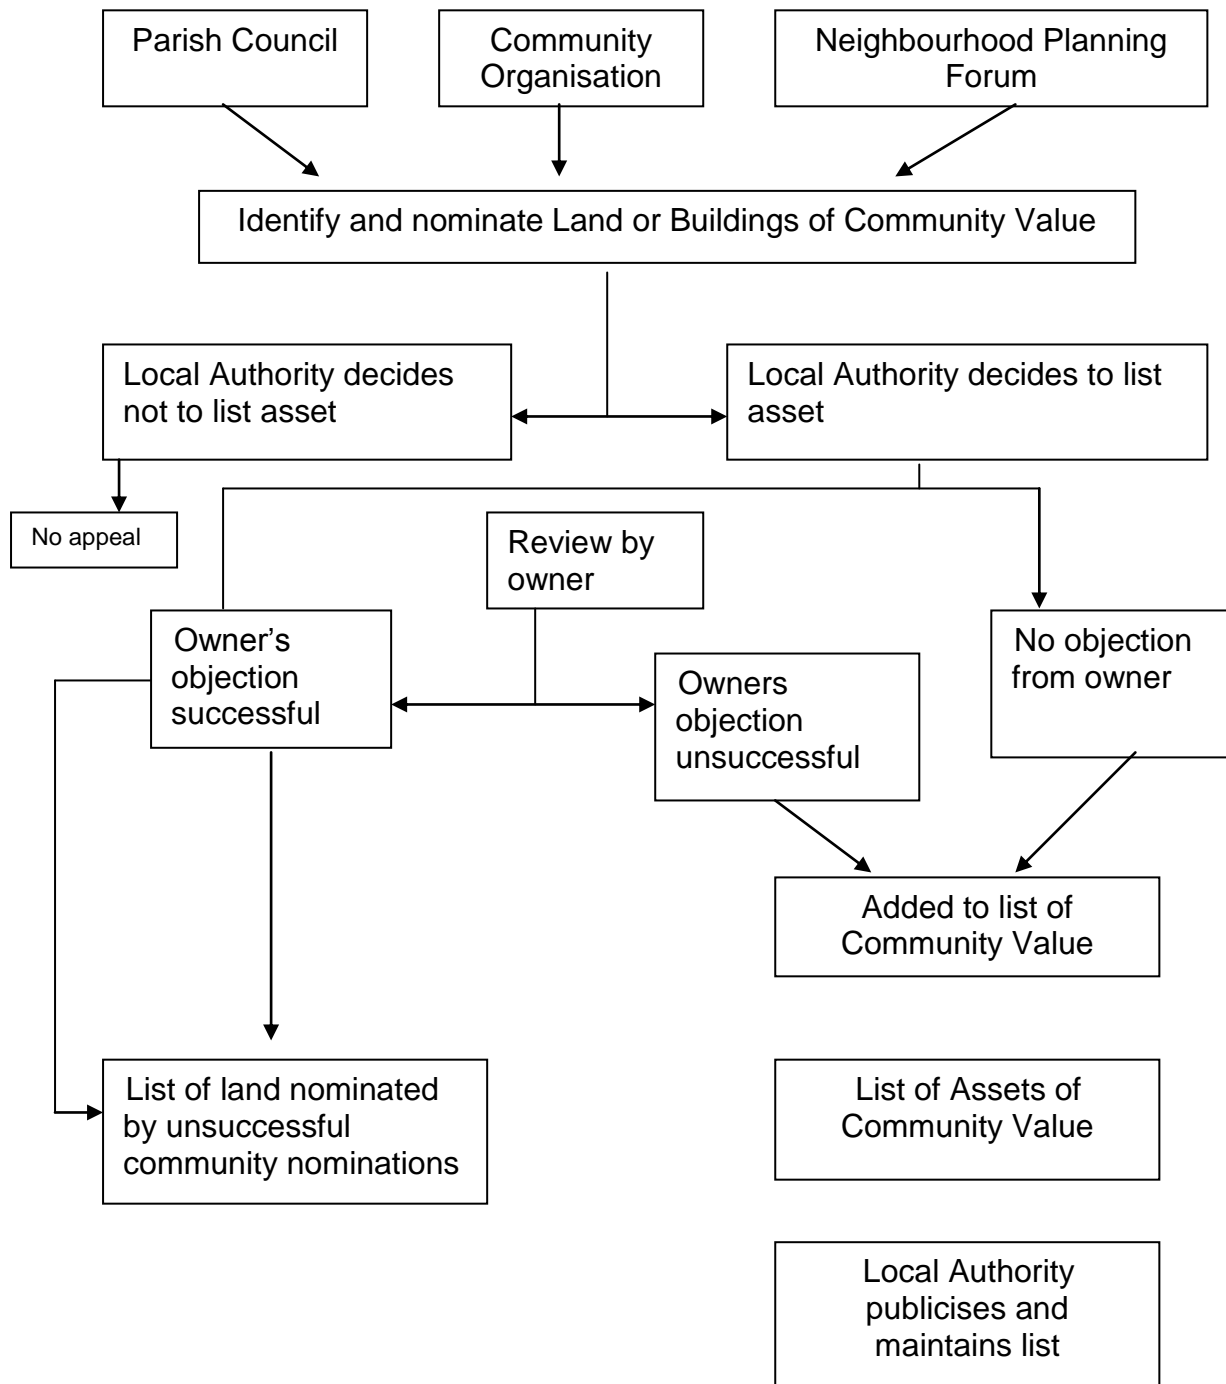 Parish Council
Community
Organisation
Neighbourhood Planning
Forum
Identify and nominate Land or Buildings of Community Value
Local Authority decides
not to list asset
Local Authority decides to list
asset
No appeal
Review by
owner
Owner’s
objection
successful
Owners
objection
unsuccessful
No objection
from owner
Added to list of
Community Value
List of land nominated
by unsuccessful
community nominations
List of Assets of
Community Value
Local Authority
publicises and
maintains list